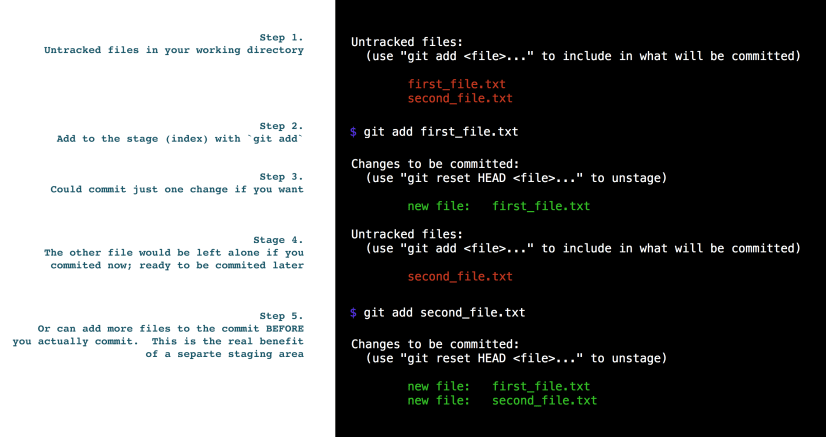 Step 1.
Untracked files in your working directory
Untracked files:
(use "git add <file>..." to include in what will be committed)
first_file.txt
second_file.txt
Step 2.
Add to the stage (index) with `git add`
$ git add first_file.txt
Step 3.
Could commit just one change if you want
Changes to be committed:
(use "git reset HEAD <file>..." to unstage)
new file:   first_file.txt
Stage 4.
The other file would be left alone if you
commited now; ready to be commited later
Untracked files:
(use "git add <file>..." to include in what will be committed)
second_file.txt
Step 5.
Or can add more files to the commit BEFORE
you actually commit.  This is the real benefit
of a separte staging area
$ git add second_file.txt
Changes to be committed:
(use "git reset HEAD <file>..." to unstage)
new file:   first_file.txt
new file:   second_file.txt